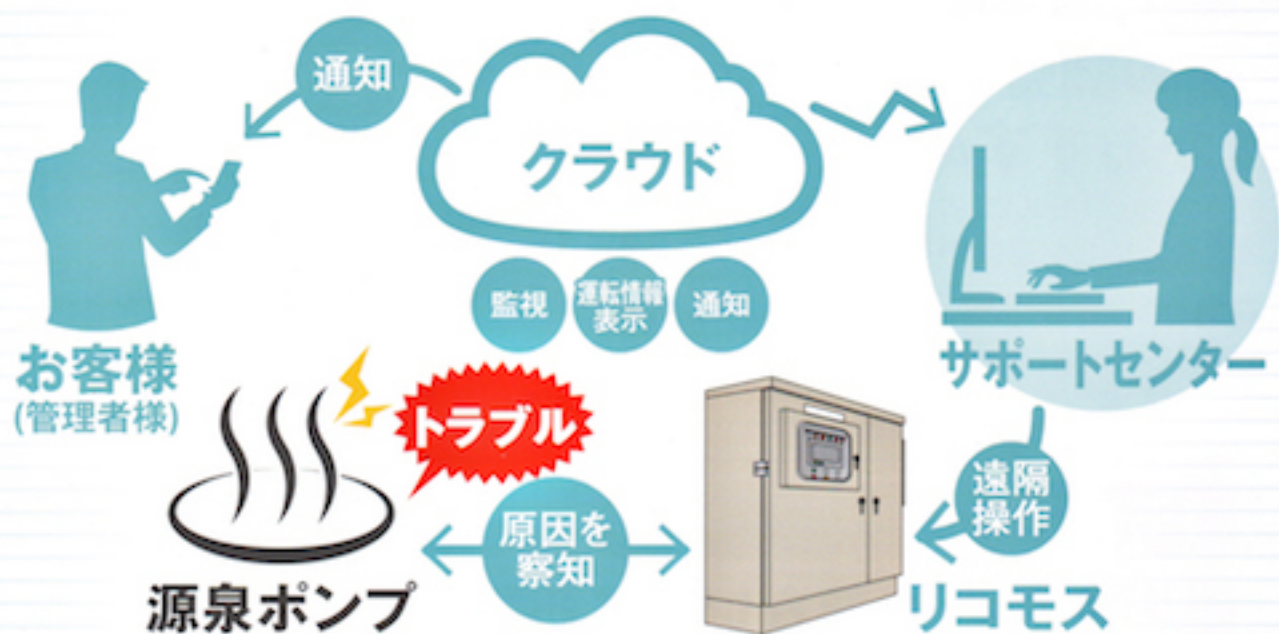 通知
クラウド
監視
運転情報
表示
通知
お客様
(管理者様)
サポートセンター
トラブル
原因を
察知
遠隔
操作
源泉ポンプ
リコモス